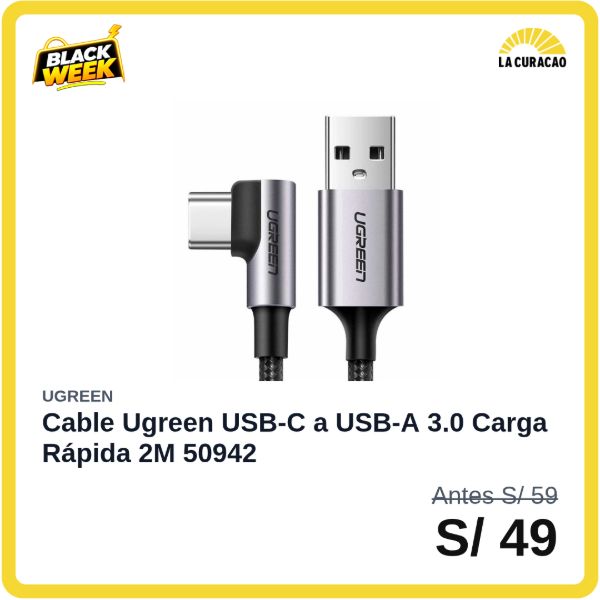 BLACK
WEEK
LA CURACAO
UGREEN
UGREEN
UGREEN
Cable Ugreen USB-C a USB-A 3.0 Carga
Rápida 2M 50942
Antes S/ 59
S/ 49